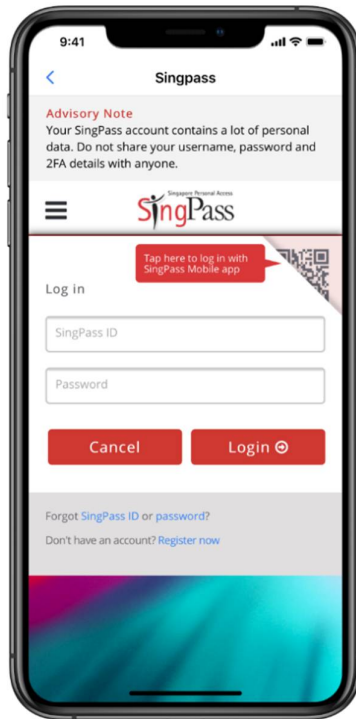 9:41
Singpass
Advisory Note
Your SingPass account contains a lot of personal
data. Do not share your username, password and
2FA details with anyone.
Singapore Personal Access
SingPass
Tap here to log in with
SingPass Mobile app
Log in
SingPass ID
Password
Cancel
Login
Forgot SingPass ID or password?
Don't have an account? Register now